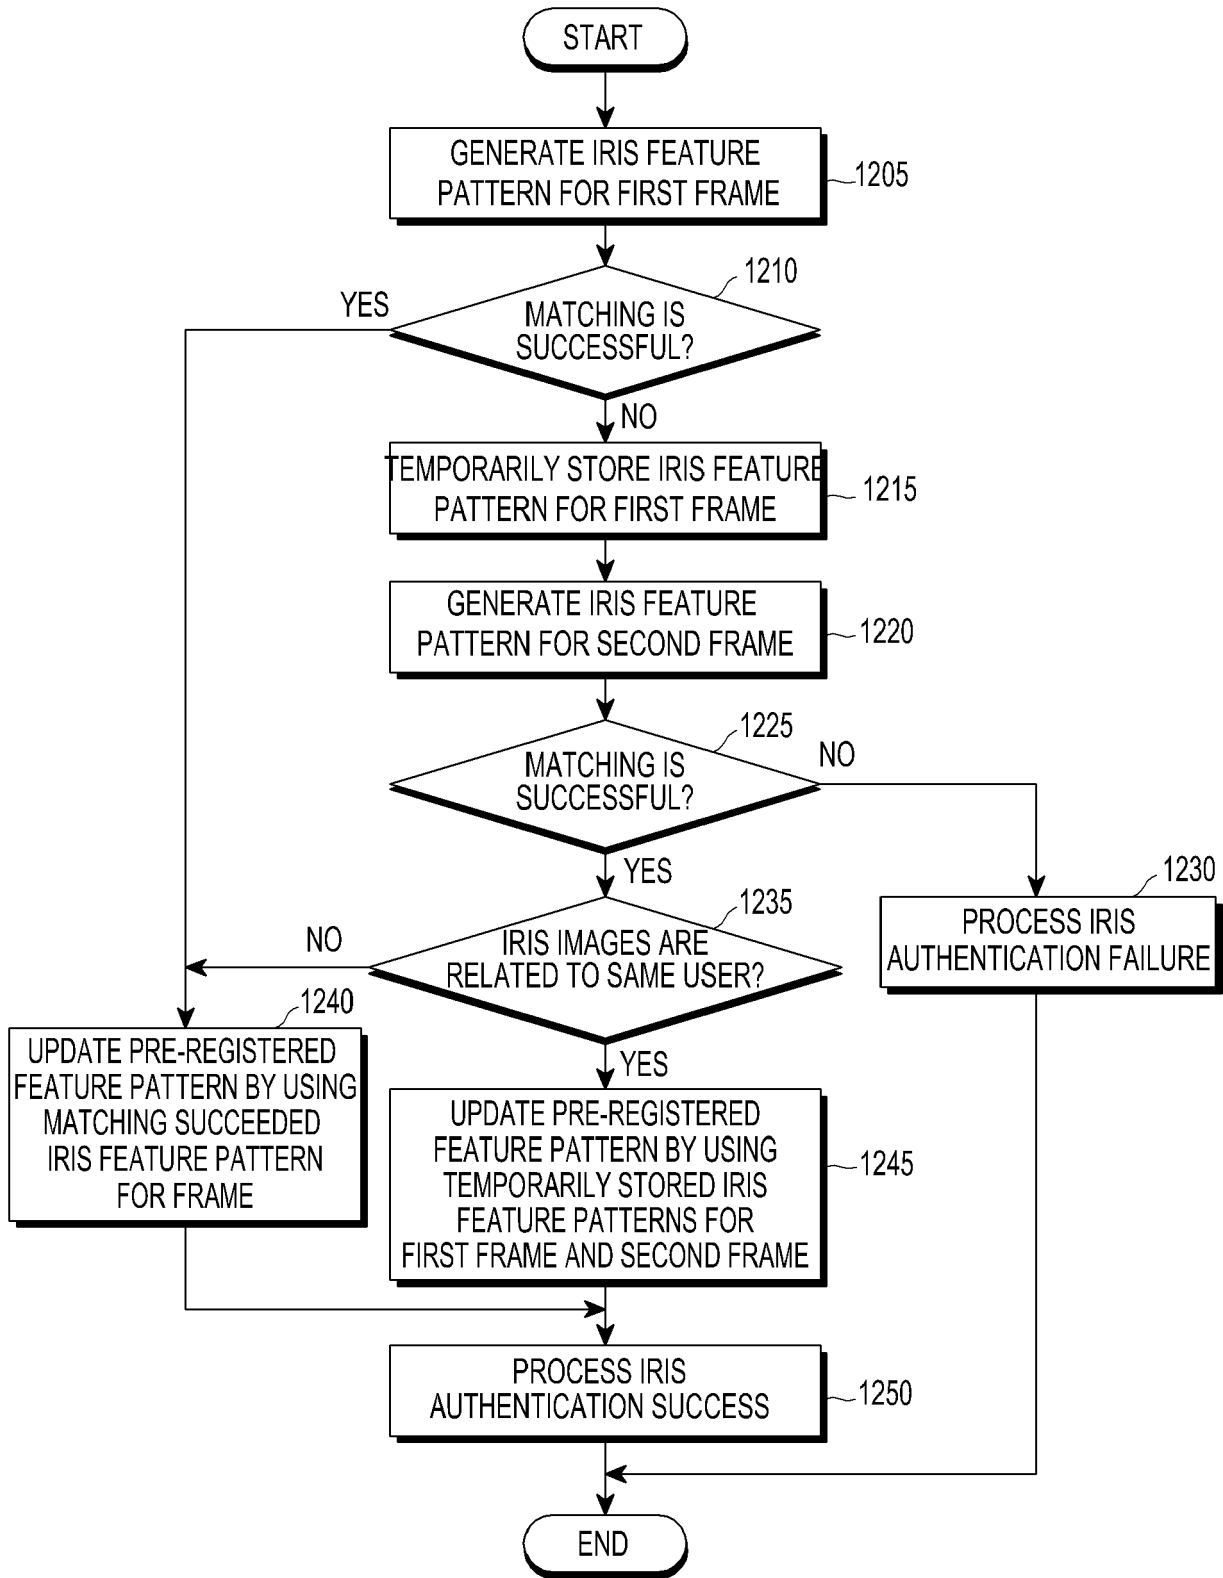 START
GENERATE IRIS FEATURE
PATTERN FOR FIRST FRAME
1205
1210
YES
MATCHING IS
SUCCESSFUL?
NO
TEMPORARILY STORE IRIS FEATURE
PATTERN FOR FIRST FRAME
1215
GENERATE IRIS FEATURE
PATTERN FOR SECOND FRAME
1220
1225
MATCHING IS
SUCCESSFUL?
NO
YES
1230
PROCESS IRIS
AUTHENTICATION FAILURE
1235
IRIS IMAGES ARE
RELATED TO SAME USER?
NO
YES
1240
UPDATE PRE-REGISTERED
FEATURE PATTERN BY USING
MATCHING SUCCEEDED
IRIS FEATURE PATTERN
FOR FRAME
UPDATE PRE-REGISTERED
FEATURE PATTERN BY USING
TEMPORARILY STORED IRIS
FEATURE PATTERNS FOR
FIRST FRAME AND SECOND FRAME
1245
PROCESS IRIS
AUTHENTICATION SUCCESS
1250
END